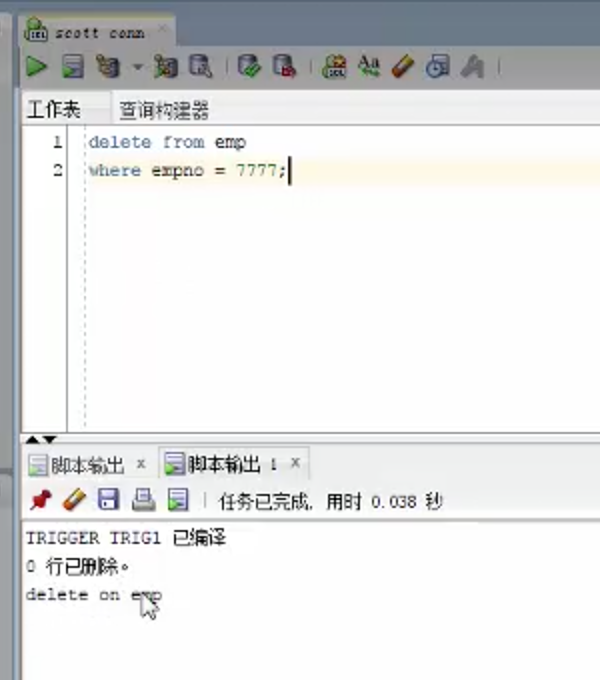 scott conn
工作表 查询构建器
1 delete from emp
2 where empno = 7777;
脚本输出 × 脚本输出 1 ×
任务已完成, 用时 0.038 秒
TRIGGER TRIG1 已编译
0 行已删除。
delete on emp